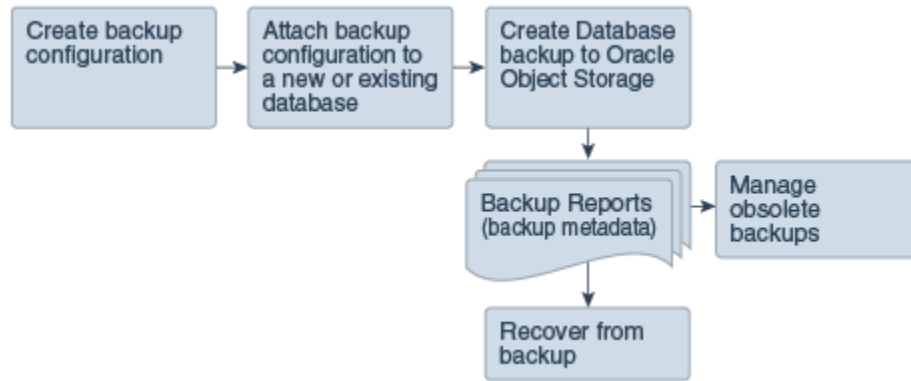 Create backup
configuration
Attach backup
configuration to
a new or existing
database
Create Database
backup to Oracle
Object Storage
Backup Reports
(backup metadata)
Manage
obsolete
backups
Recover from
backup